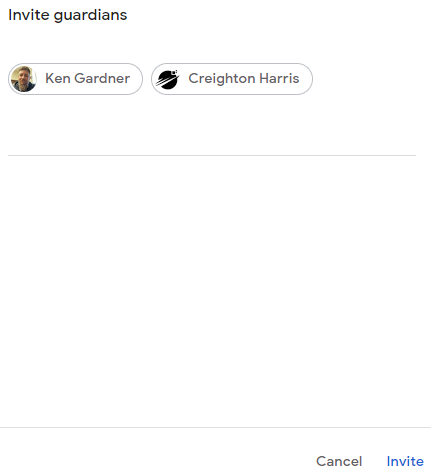 Invite guardians
Ken Gardner Creighton Harris
Cancel Invite